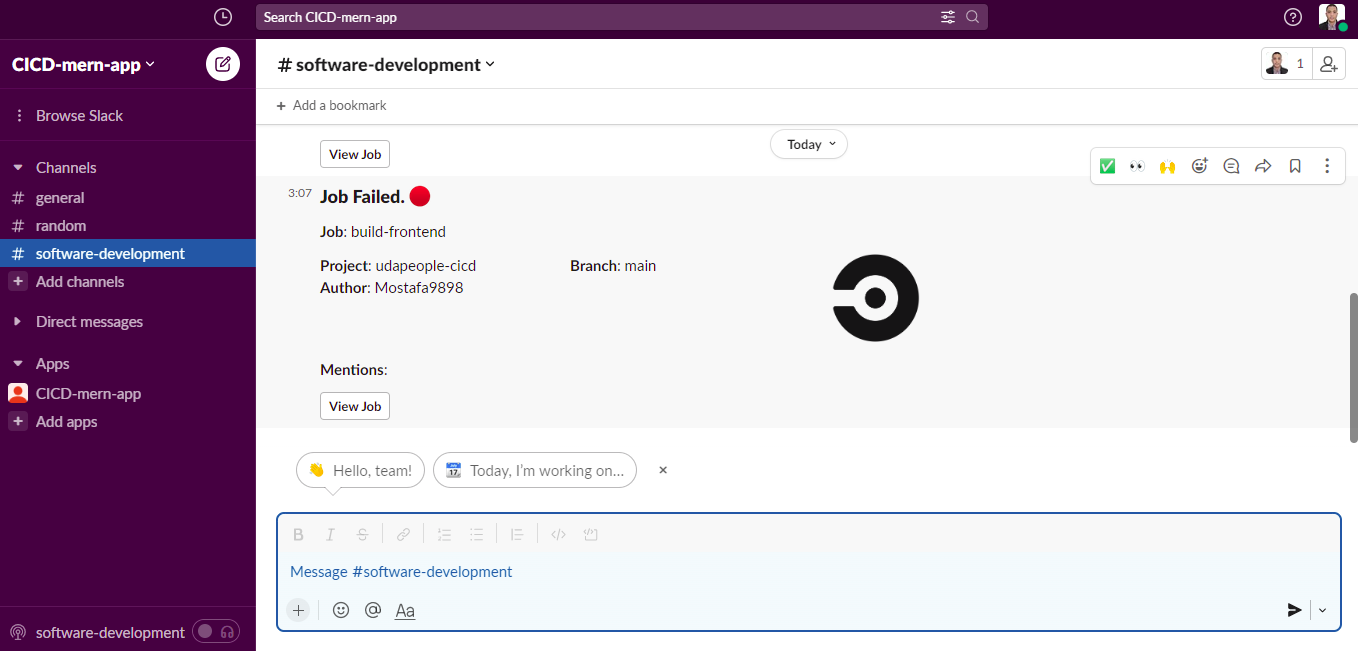 Search CICD-mern-app
CICD-mern-app
# software-development
1
Browse Slack
+ Add a bookmark
Today
View Job
Channels
# general
# random
# software-development
+ Add channels
Direct messages
Apps
CICD-mern-app
+ Add apps
3:07 Job Failed.
Job: build-frontend
Project: udapeople-cicd Branch: main
Author: Mostafa9898
Mentions:
View Job
Hello, team! Today, I'm working on...
B I S
Message #software-development
+ @ Aa
software-development